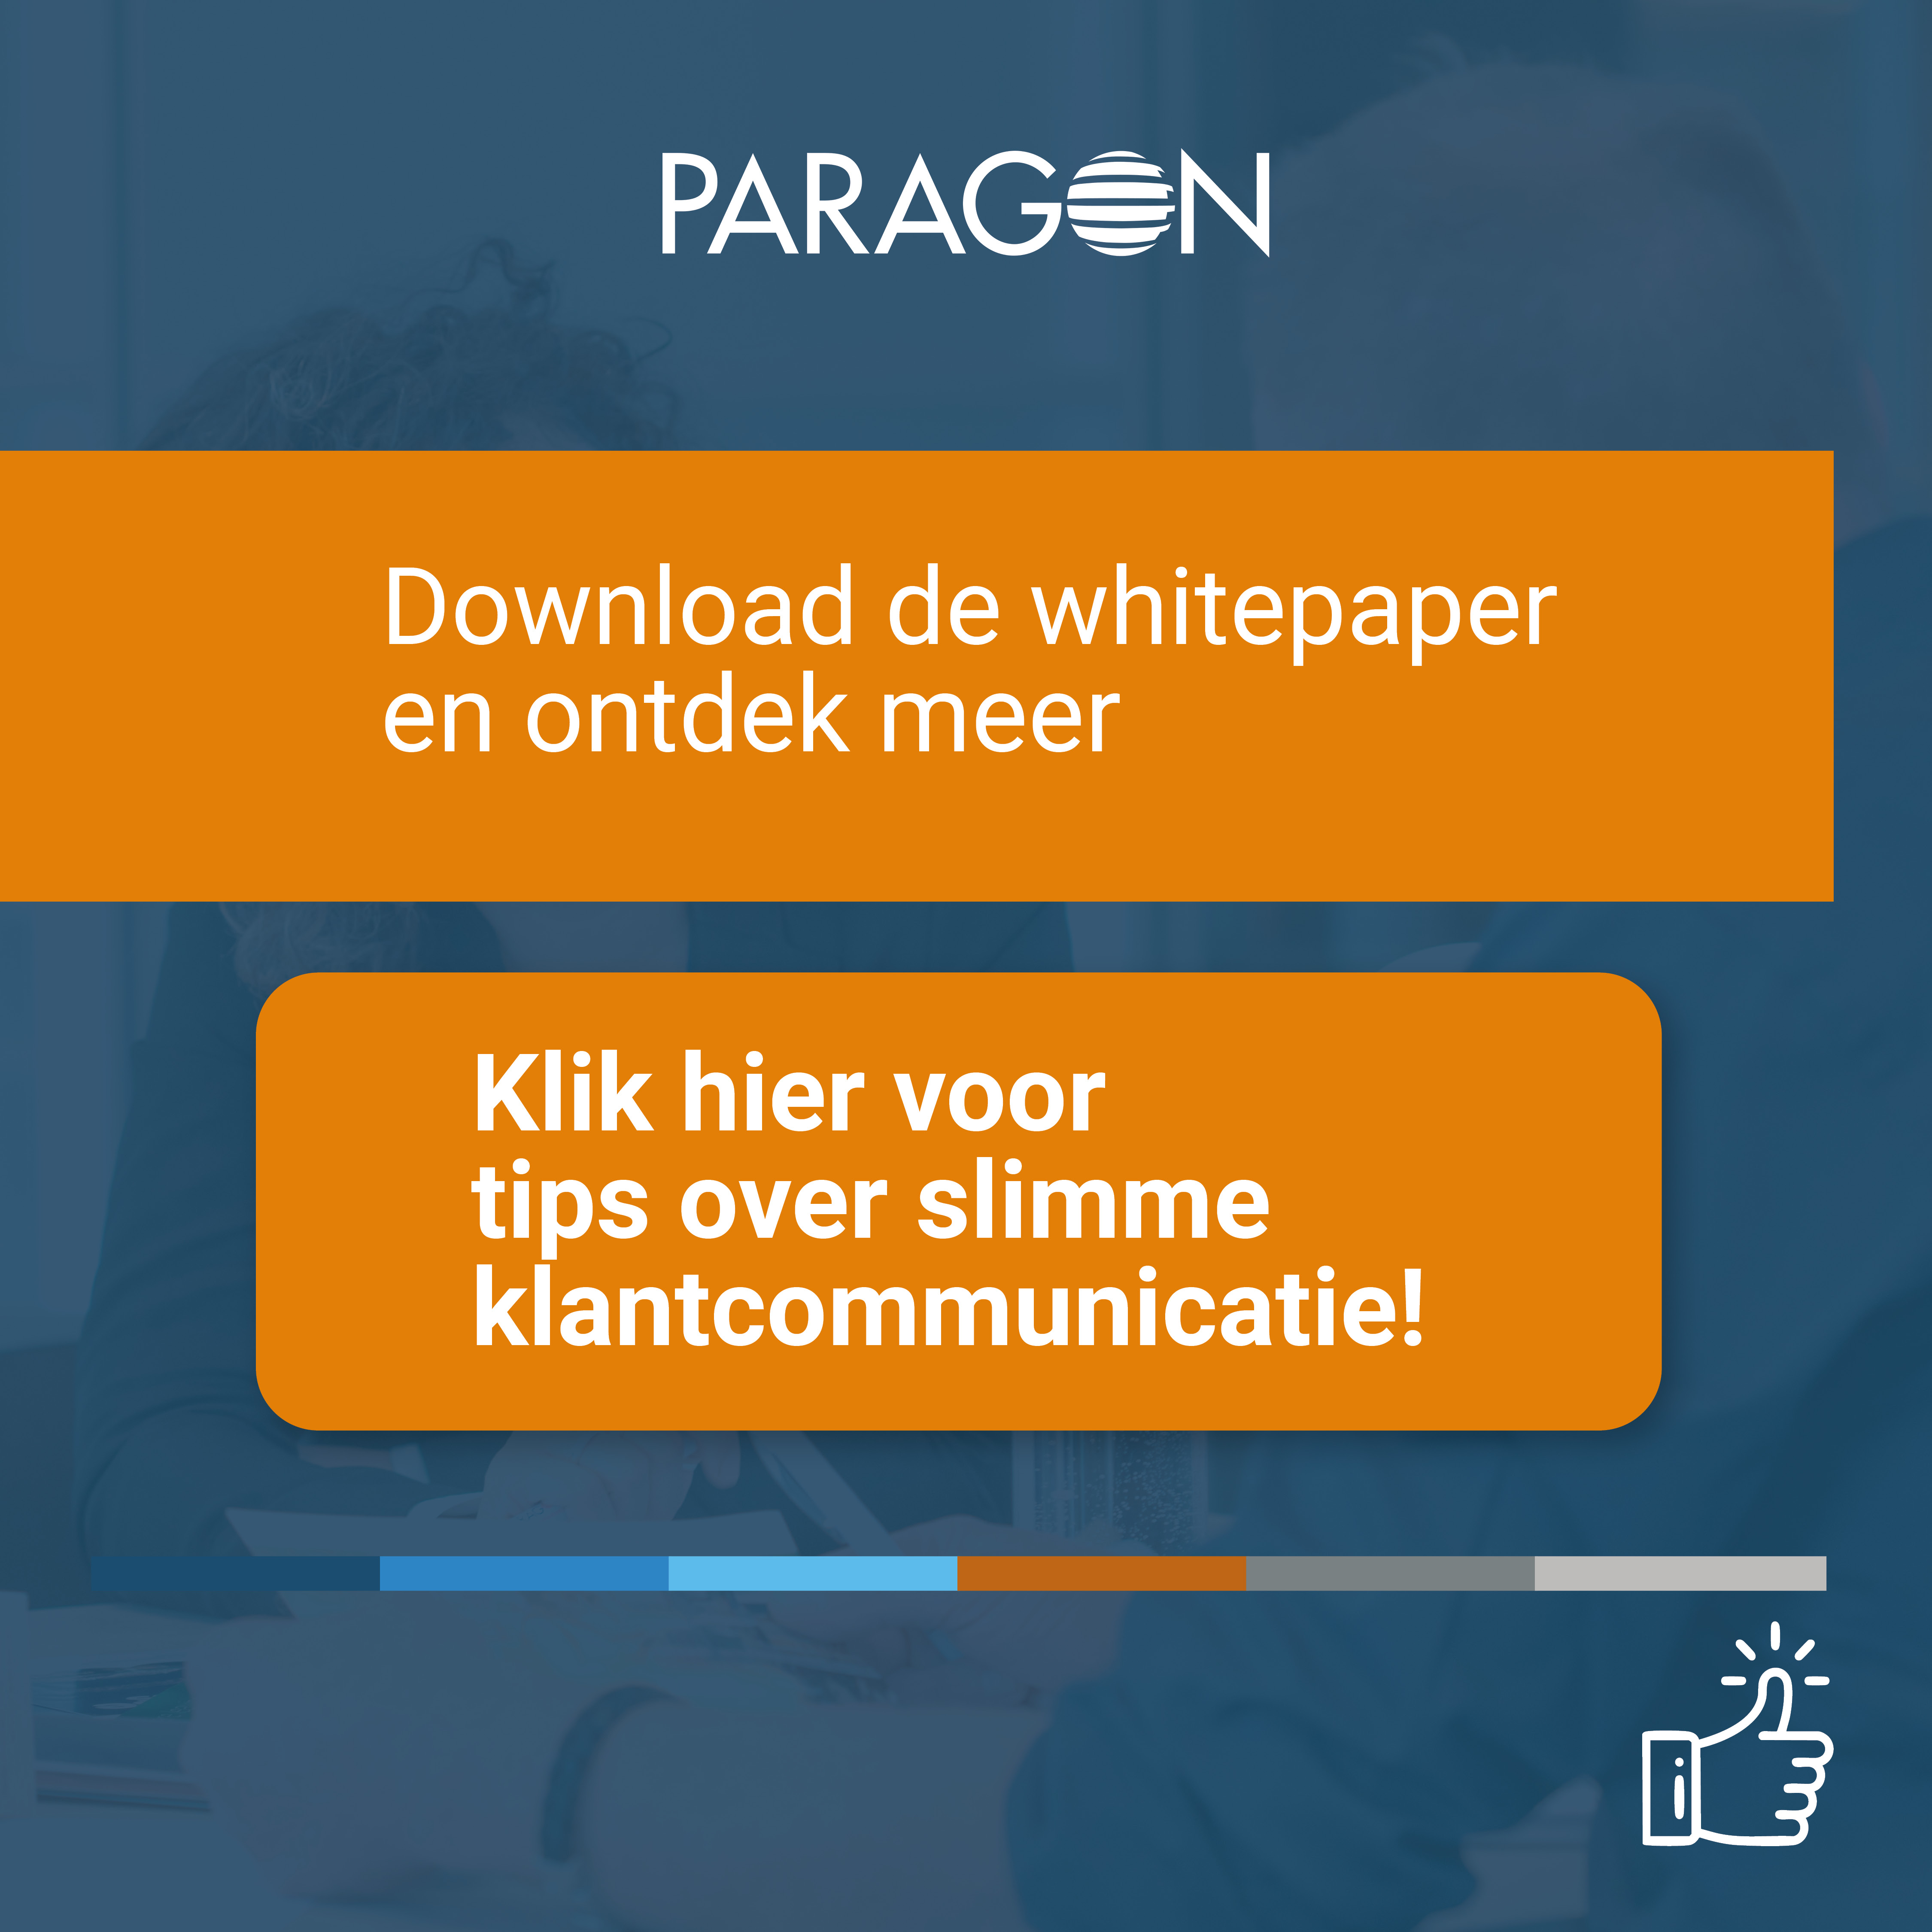 PARAGON
Download de whitepaper
en ontdek meer
Klik hier voor
tips over slimme
klantcommunicatie!